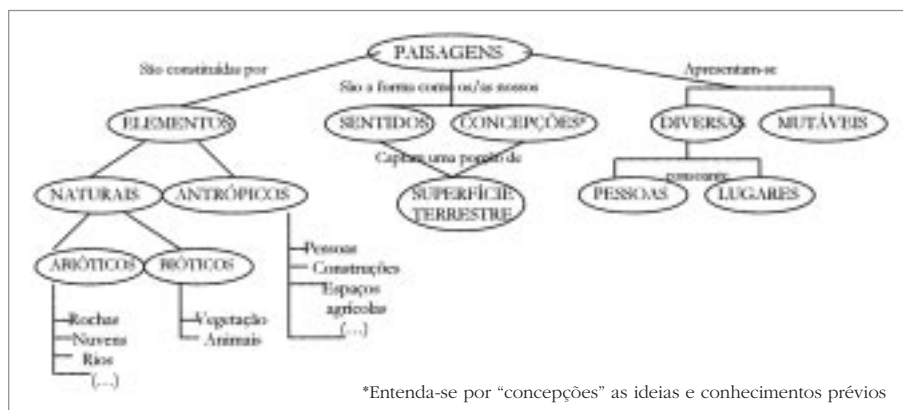 PAISAGENS
São constituídas por
São a forma como os/as nossos
Apresentam-se
ELEMENTOS
SENTIDOS
CONCEPÇÕES*
DIVERSAS
MUTÁVEIS
Captam uma porção de
consoante
NATURAIS
ANTRÓPICOS
SUPERFÍCIE
TERRESTRE
PESSOAS
LUGARES
ABIÓTICOS
BIÓTICOS
Pessoas
Construções
Espaços
agrícolas
(...)
Rochas
Nuvens
Rios
(...)
Vegetação
Animais
*Entenda-se por “concepções” as ideias e conhecimentos prévios